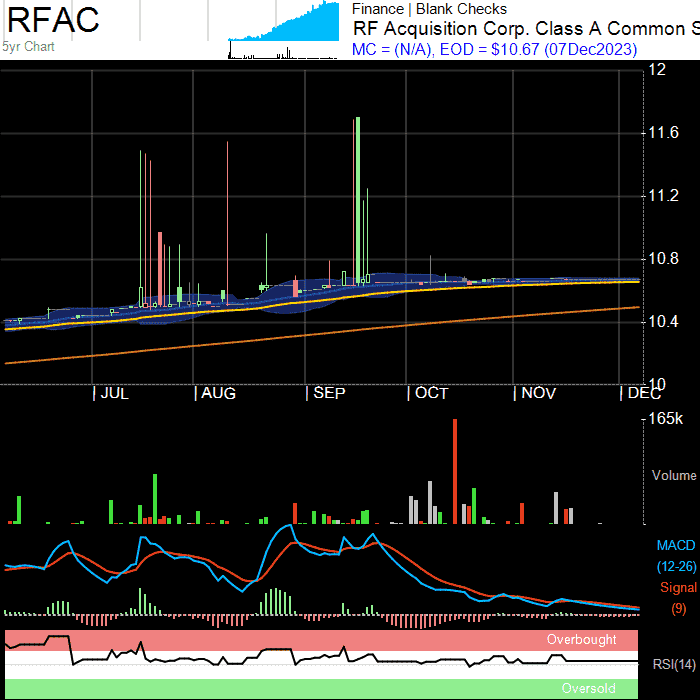 RFAC
5yr Chart
Finance | Blank Checks
RF Acquisition Corp. Class A Common S
MC = (N/A), EOD = $10.67 (07Dec2023)
12
11.6
11.2
10.8
10.4
10
JUL AUG SEP OCT NOV DEC
165k
Volume
MACD
(12-26)
Signal
(9)
Overbought
RSI(14)
Oversold